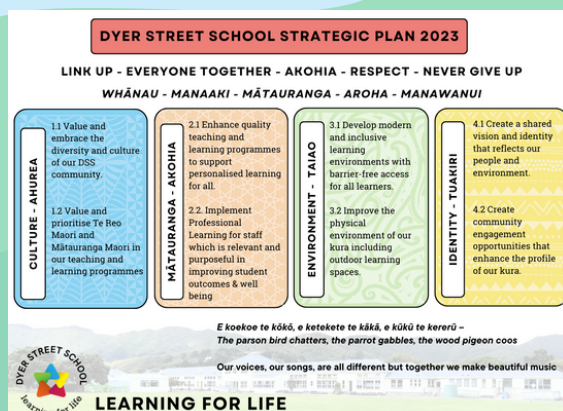 DYER STREET SCHOOL STRATEGIC PLAN 2023
LINK UP - EVERYONE TOGETHER - AKOHIA - RESPECT - NEVER GIVE UP
WHĀNAU - MANAAKI - MĀTAURANGA - AROHA - MANAWANUI
CULTURE - AHUREA
1.1 Value and
embrace the
diversity and culture
of our DSS
community.
1.2 Value and
prioritise Te Reo
Maori and
Mātauranga Maori in
our teaching and
learning programmes
MĀTAURANGA - AKOHIA
2.1 Enhance quality
teaching and
learning programmes
to support
personalised learning
for all.
2.2. Implement
Professional
Learning for staff
which is relevant and
purposeful in
improving student
outcomes & well
being
ENVIRONMENT - TAIAO
3.1 Develop modern
and inclusive
learning
environments with
barrier-free access
for all learners.
3.2 Improve the
physical
environment of our
kura including
outdoor learning
spaces.
IDENTITY - TUAKIRI
4.1 Create a shared
vision and identity
that reflects our
people and
environment.
4.2 Create
community
engagement
opportunities that
enhance the profile
of our kura.
E koekoe te kōkō, e ketekete te kākā, e kūkū te kererū –
The parson bird chatters, the parrot gabbles, the wood pigeon coos
Our voices, our songs, are all different but together we make beautiful music
DYER STREET SCHOOL
learning for life
LEARNING FOR LIFE